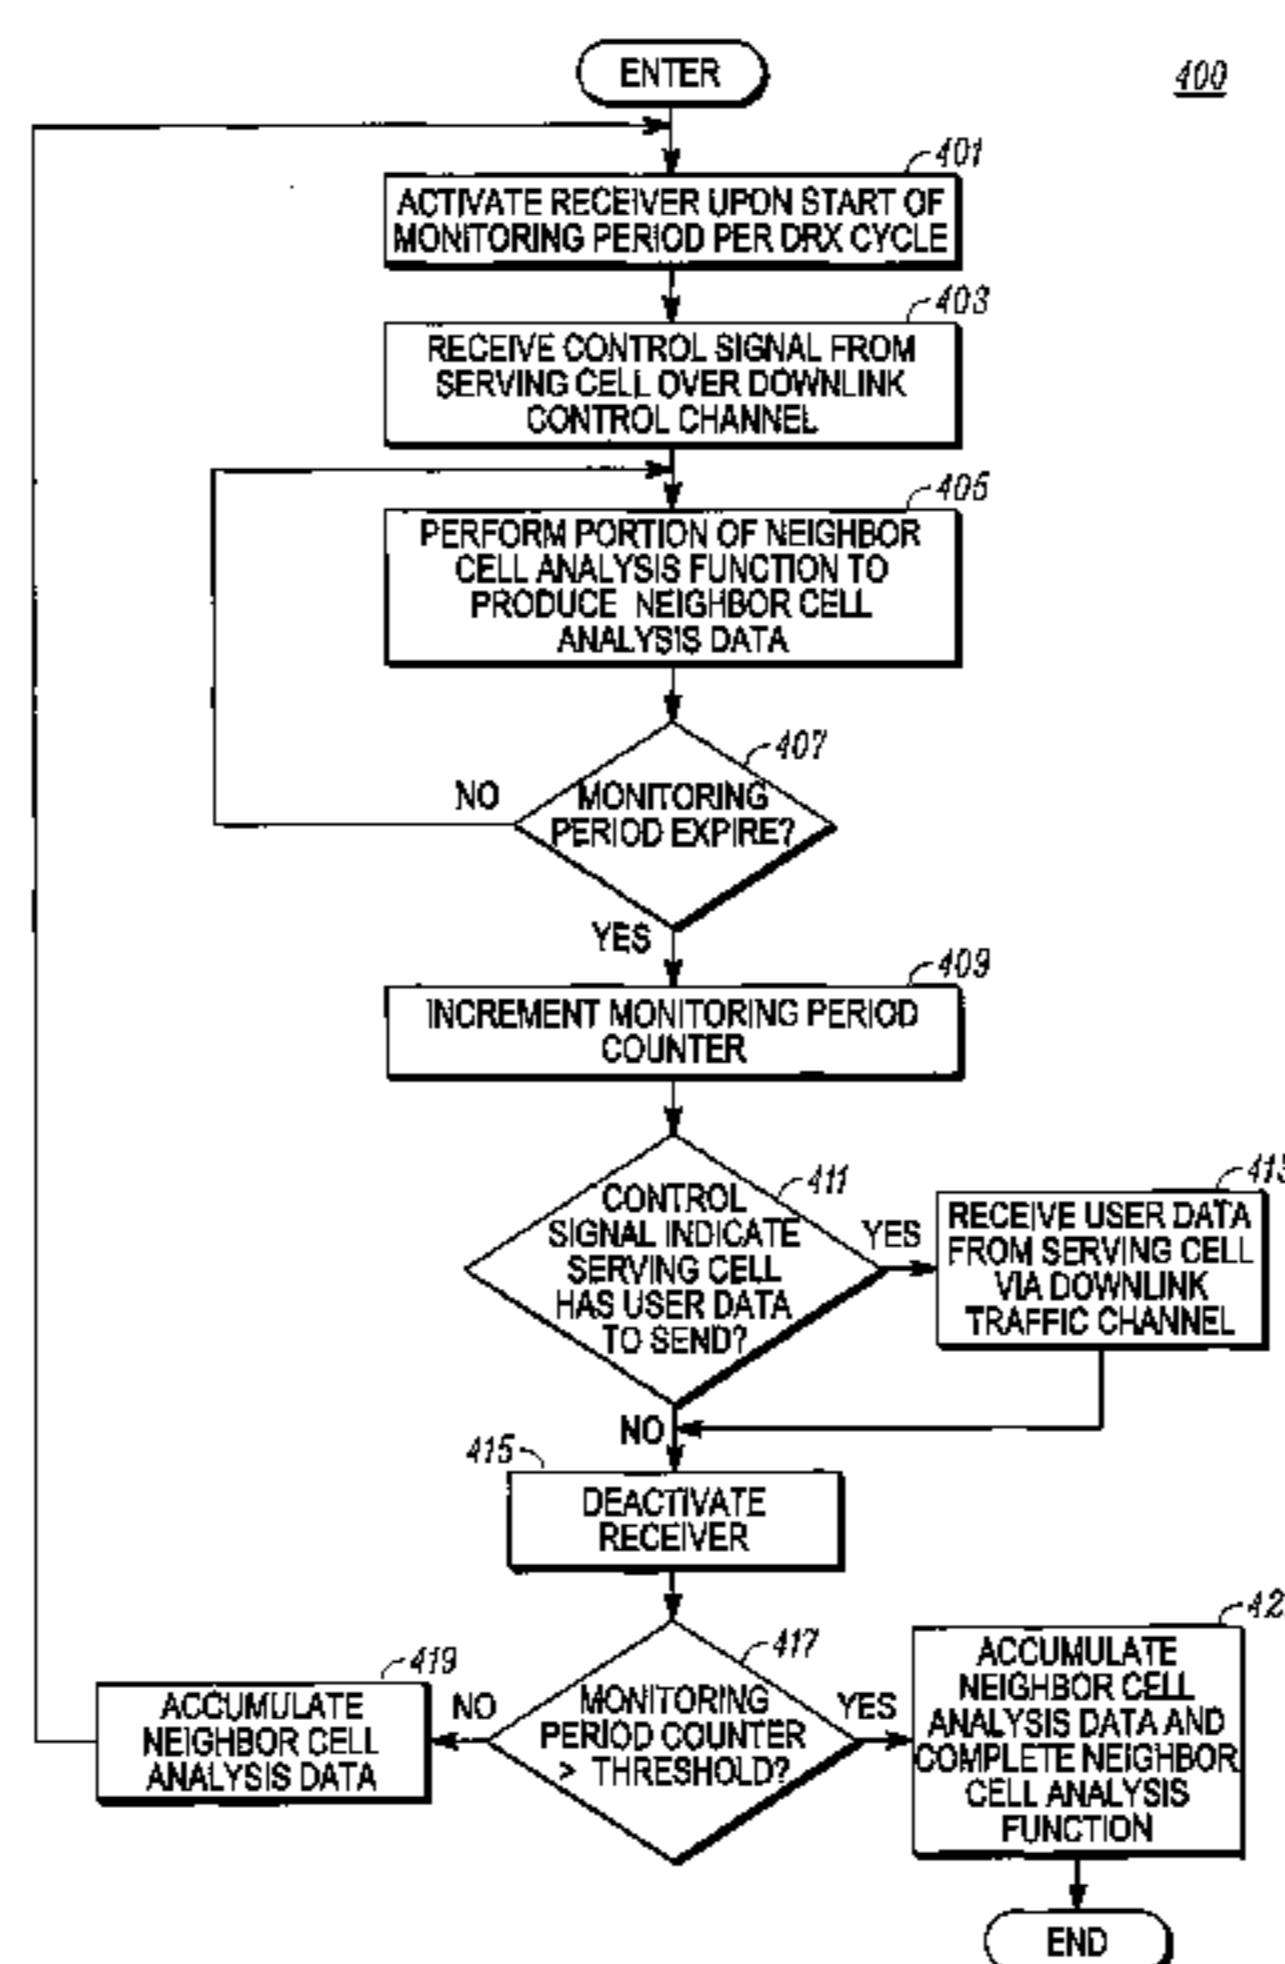 ENTER
400
401
ACTIVATE RECEIVER UPON START OF
MONITORING PERIOD PER DRX CYCLE
403
RECEIVE CONTROL SIGNAL FROM
SERVING CELL OVER DOWNLINK
CONTROL CHANNEL
405
PERFORM PORTION OF NEIGHBOR
CELL ANALYSIS FUNCTION TO
PRODUCE NEIGHBOR CELL
ANALYSIS DATA
407
MONITORING
PERIOD EXPIRE?
NO
YES
409
INCREMENT MONITORING PERIOD
COUNTER
411
CONTROL
SIGNAL INDICATE
SERVING CELL
HAS USER DATA
TO SEND?
YES
413
RECEIVE USER DATA
FROM SERVING CELL
VIA DOWNLINK
TRAFFIC CHANNEL
NO
415
DEACTIVATE
RECEIVER
417
MONITORING
PERIOD COUNTER
> THRESHOLD?
NO
419
ACCUMULATE
NEIGHBOR CELL
ANALYSIS DATA
YES
42
ACCUMULATE
NEIGHBOR CELL
ANALYSIS DATA AND
COMPLETE NEIGHBOR
CELL ANALYSIS
FUNCTION
END